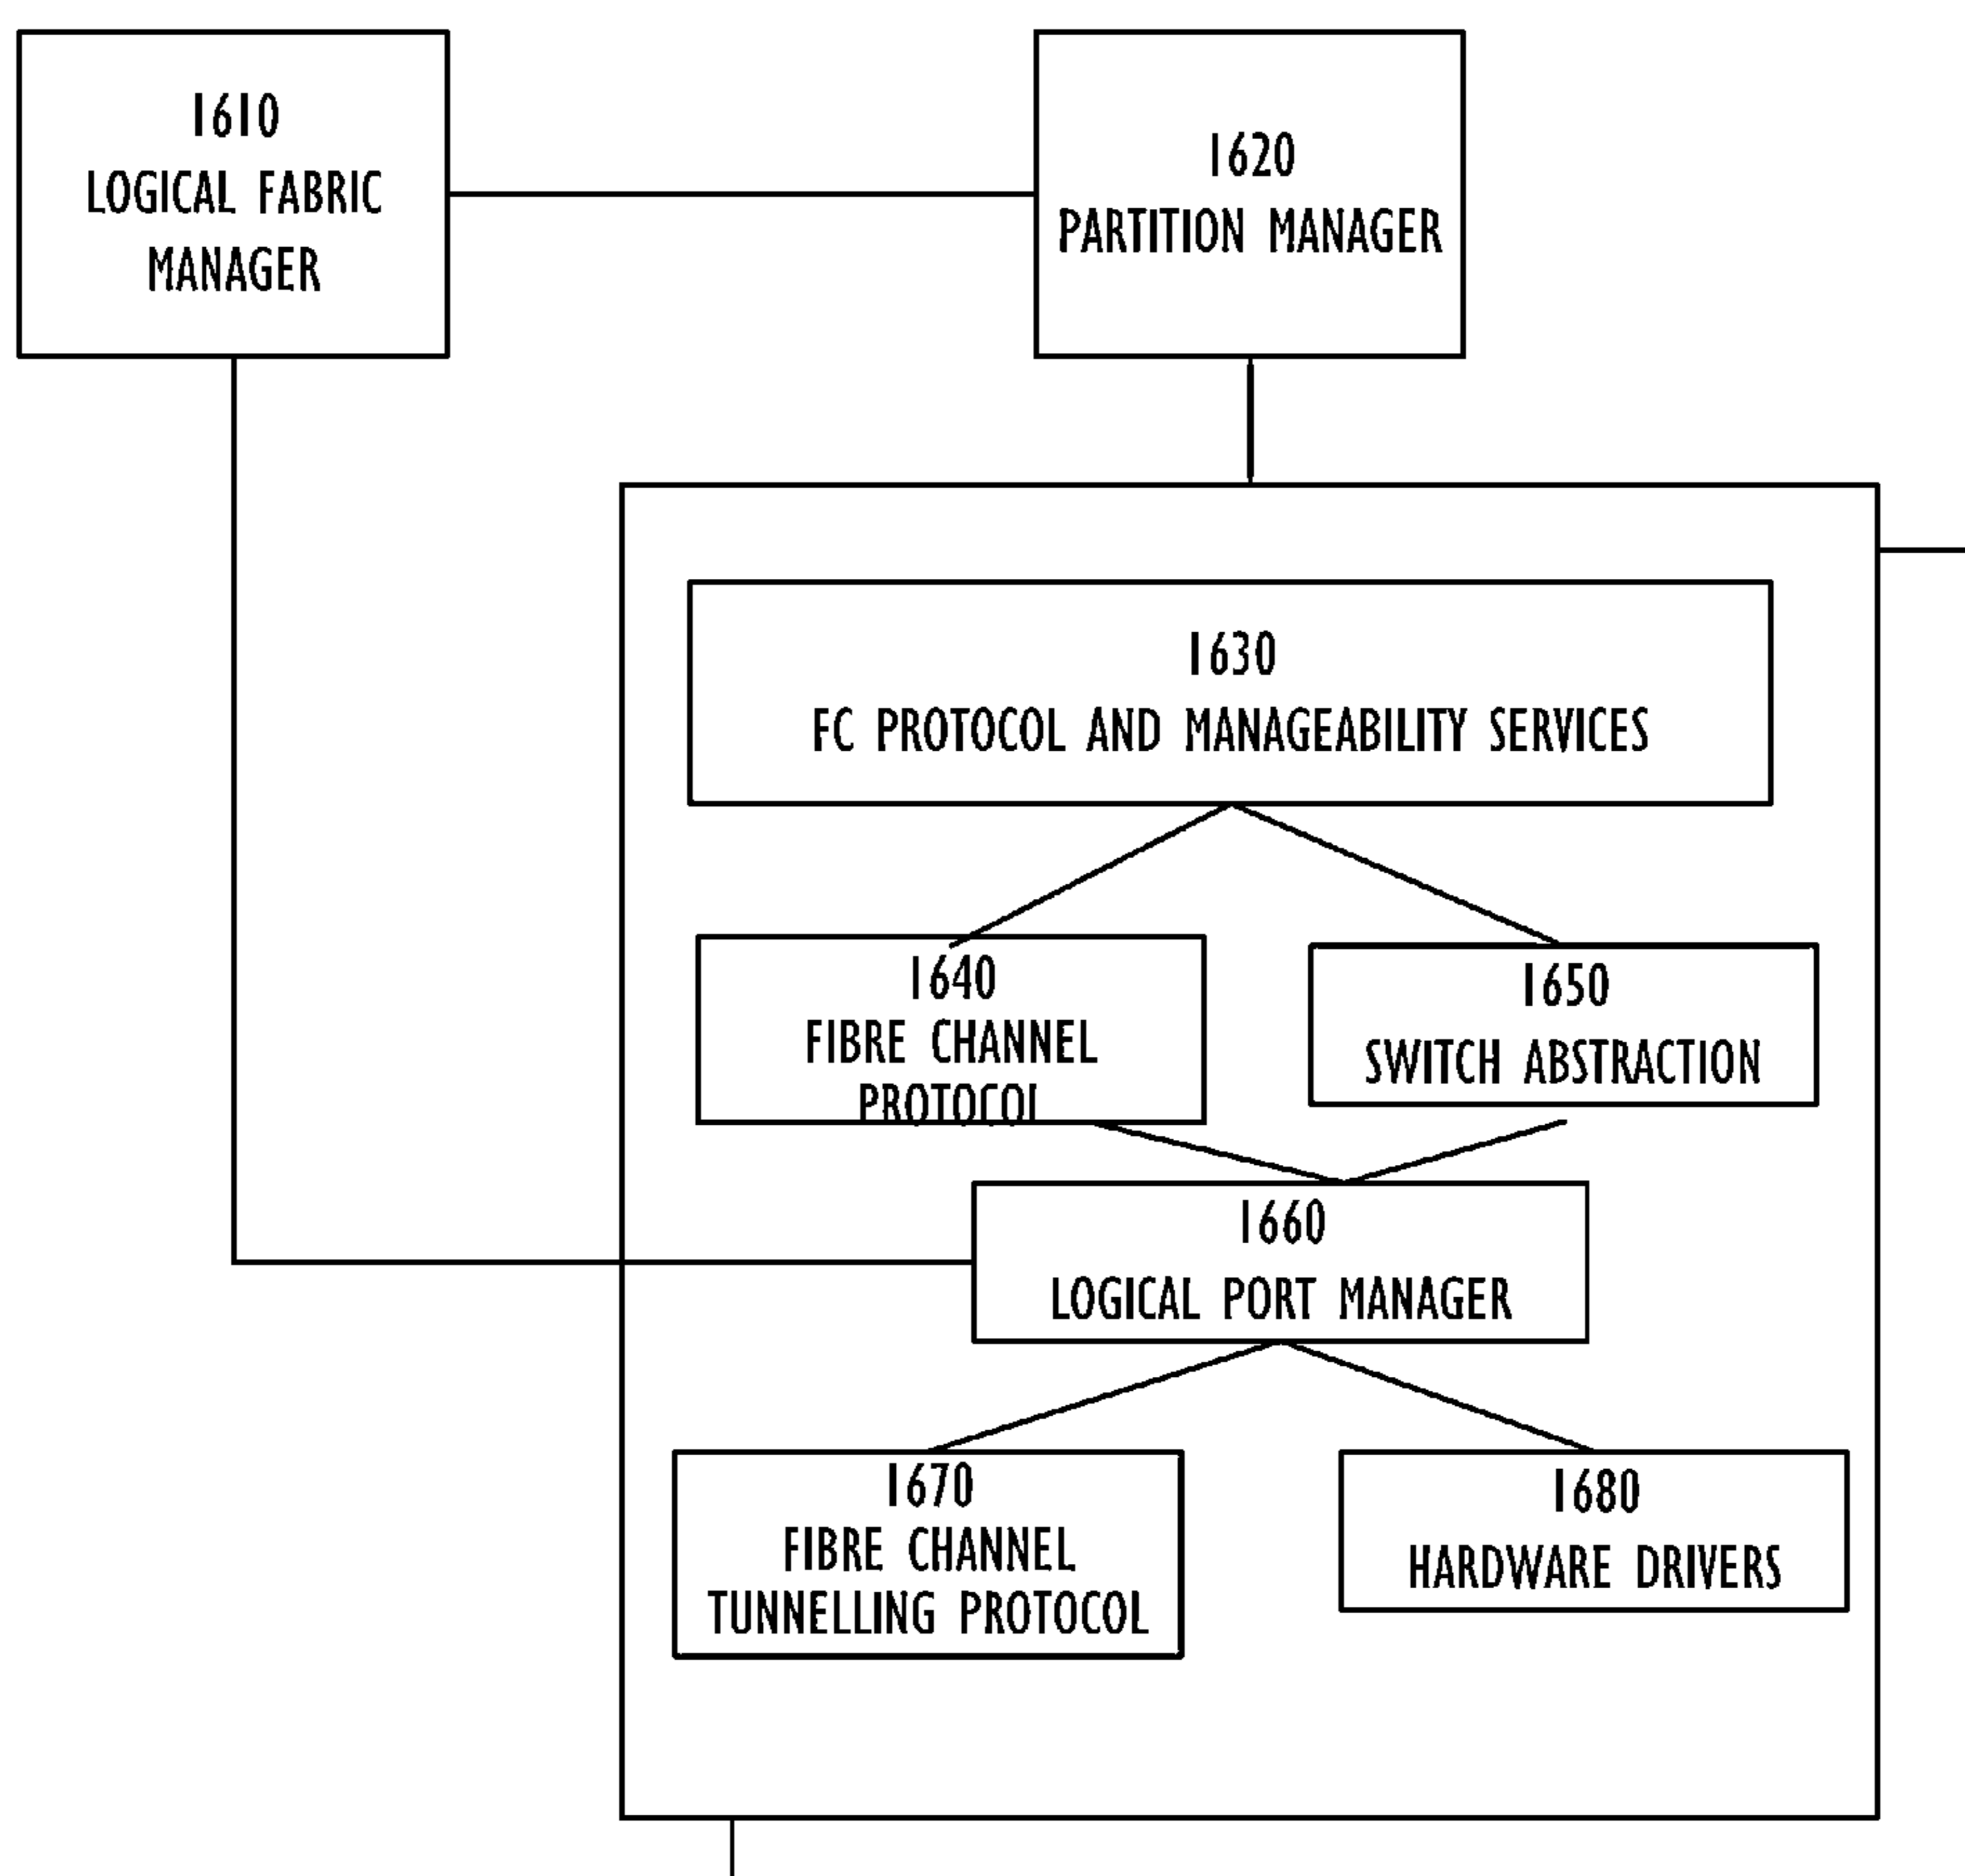 1610
LOGICAL FABRIC
MANAGER
1620
PARTITION MANAGER
1630
FC PROTOCOL AND MANAGEABILITY SERVICES
1640
FIBRE CHANNEL
PROTOCOL
1650
SWITCH ABSTRACTION
1660
LOGICAL PORT MANAGER
1670
FIBRE CHANNEL
TUNNELLING PROTOCOL
1680
HARDWARE DRIVERS